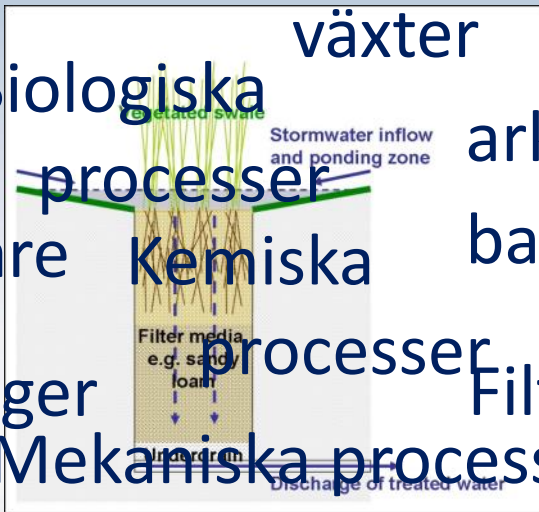 växter
Biologiska
Vegetated swale
Stormwater inflow
and ponding zone
processer
Kemiska
Filter media
e.g. sandy
loam
processer
Underdrain
Mekaniska
Discharge of treated water